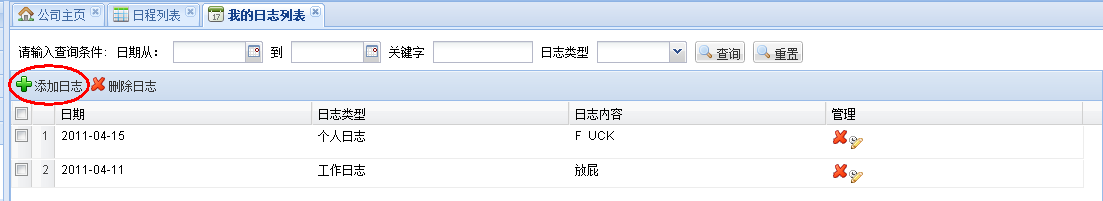 公司主页 日程列表 我的日志列表
请输入查询条件: 日期从: 到 关键字 日志类型 查询 重置
添加日志 删除日志
日期 日志类型 日志内容 管理
1 2011-04-15 个人日志 F UCK
2 2011-04-11 工作日志 放屁